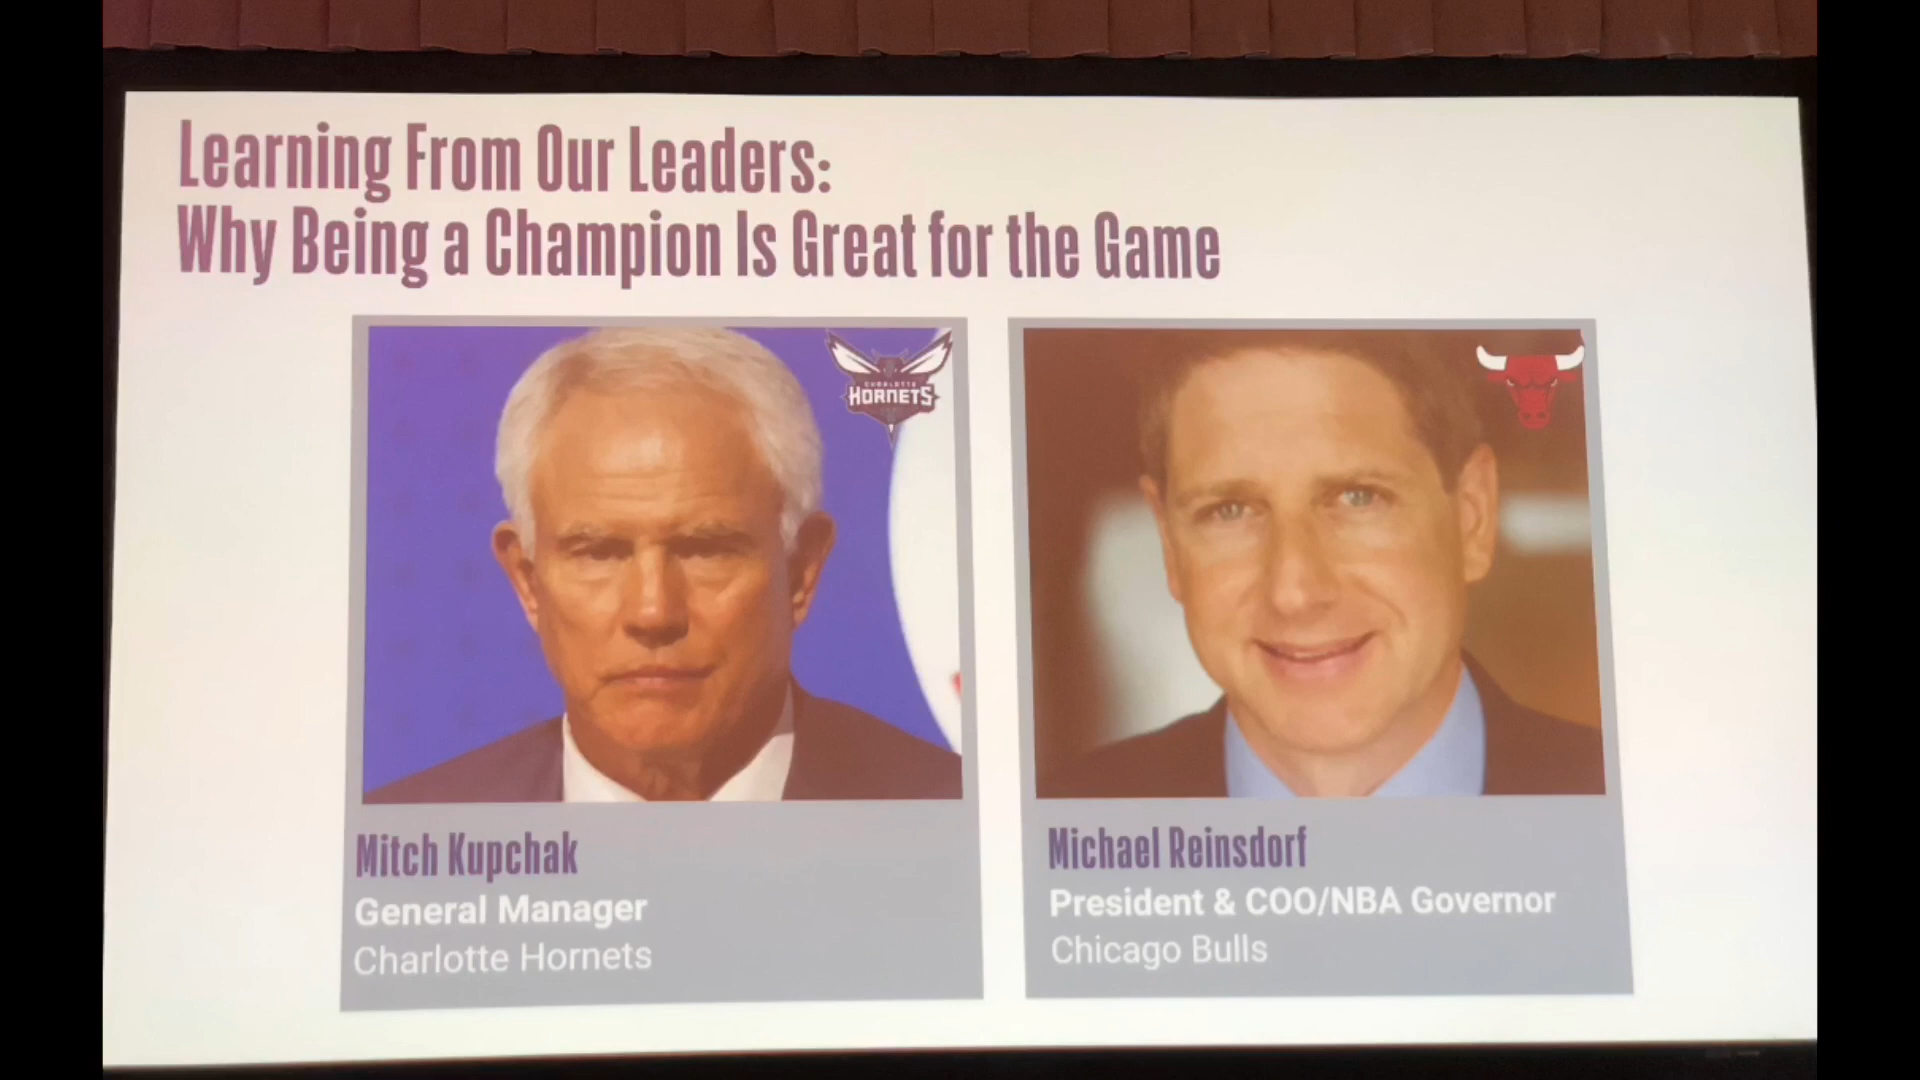 Learning From Our Leaders:
Why Being a Champion Is Great for the Game
CHARLOTTE
HORNETS
Mitch Kupchak
General Manager
Charlotte Hornets
Michael Reinsdorf
President & COO/NBA Governor
Chicago Bulls